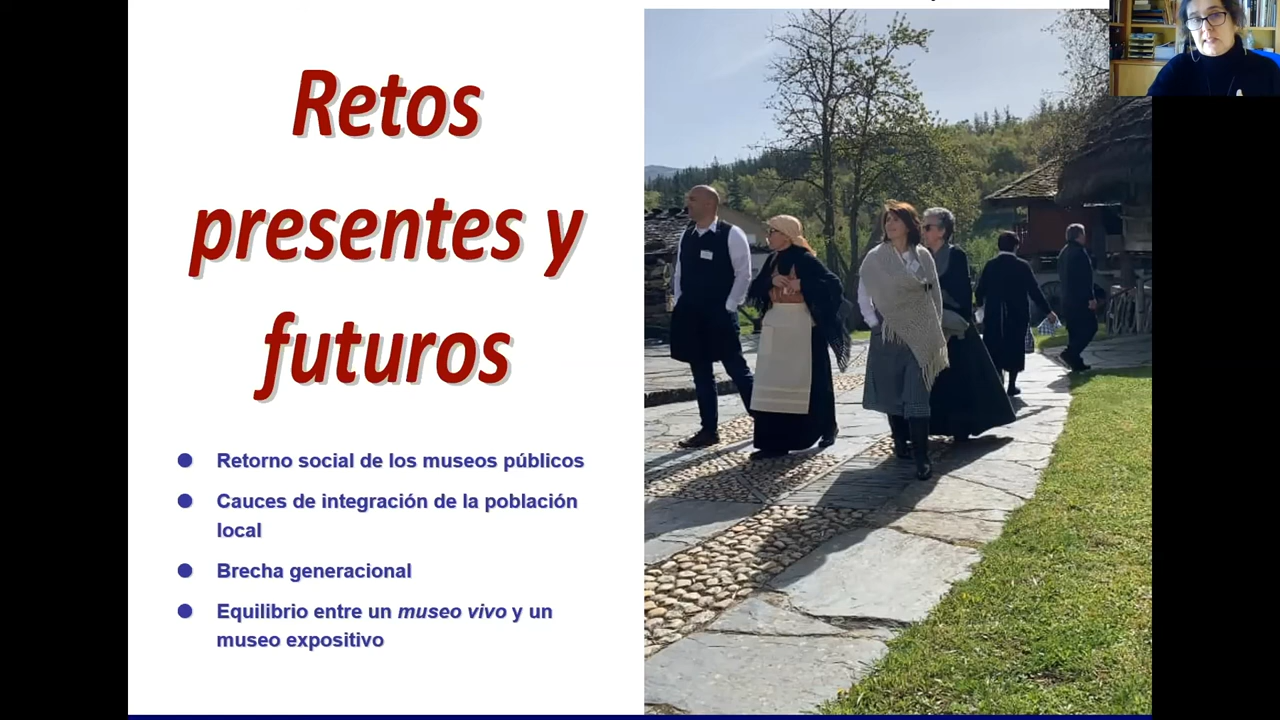 Retos
presentes y
futuros
Retorno social de los museos públicos
Cauces de integración de la población
local
Brecha generacional
Equilibrio entre un museo vivo y un
museo expositivo